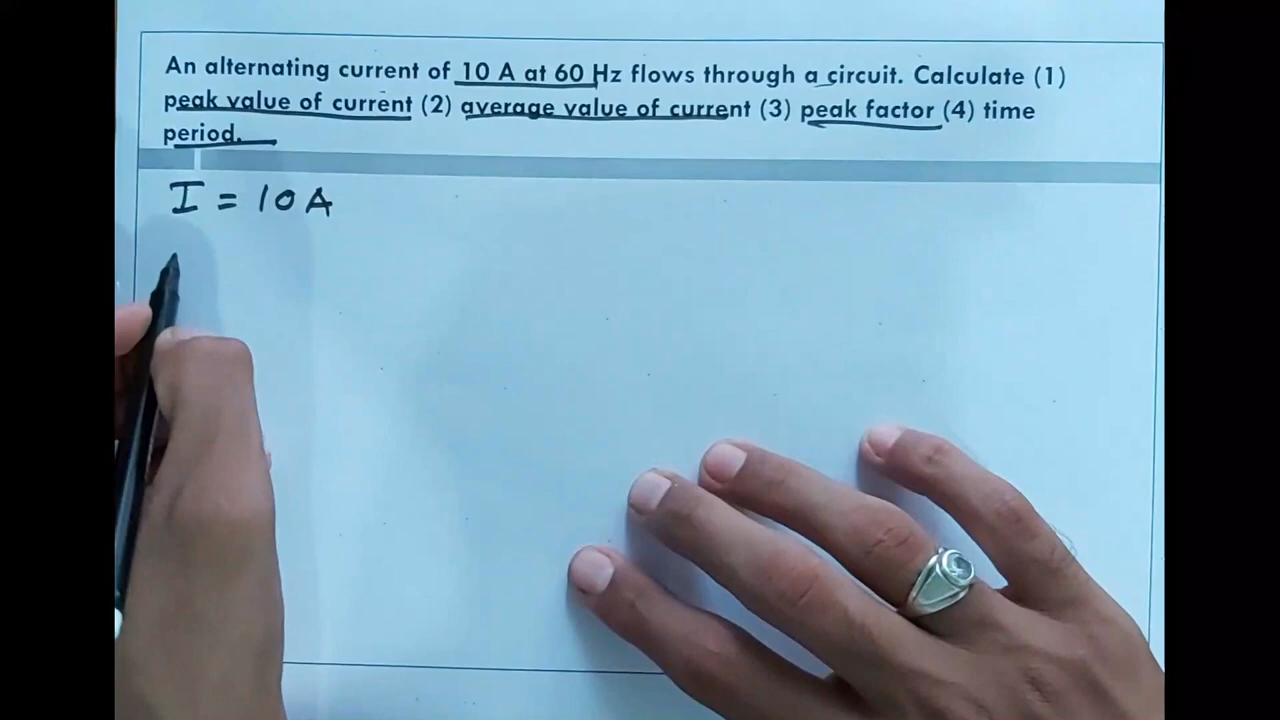 An alternating current of 10 A at 60 Hz flows through a circuit. Calculate (1)
peak value of current (2) average value of current (3) peak factor (4) time
period.
I = 10 A